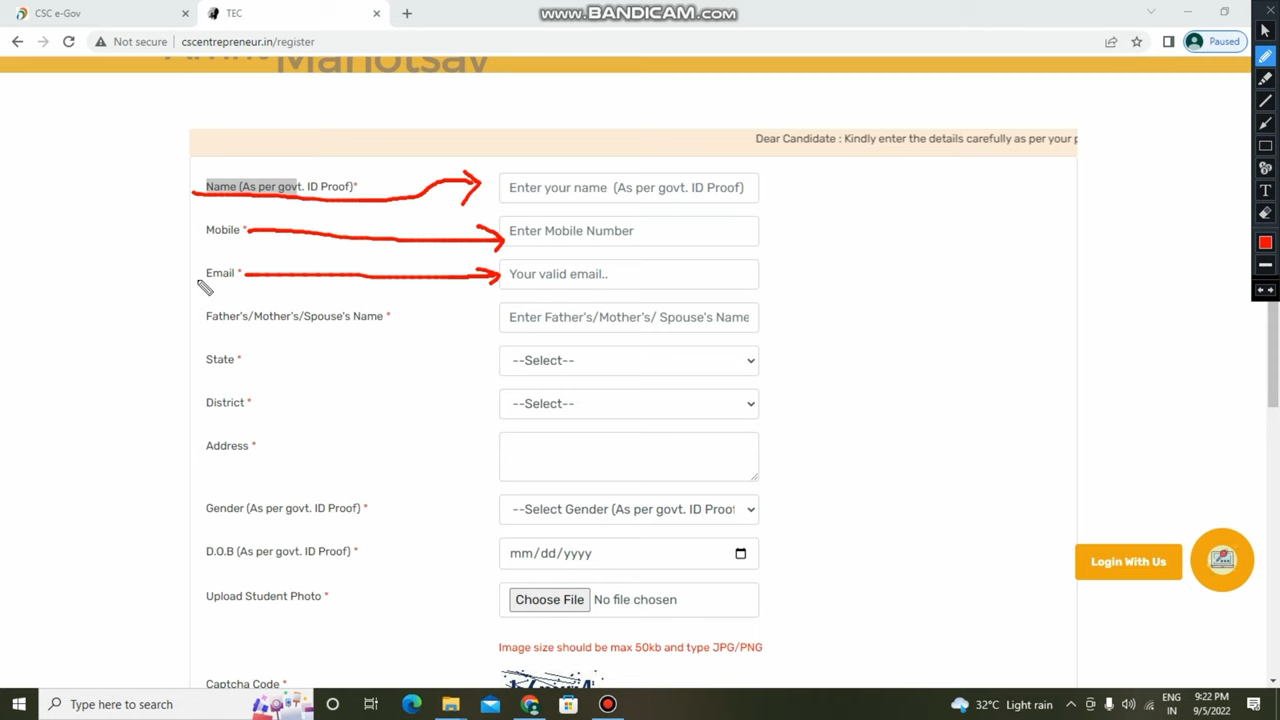 CSC e-Gov
TEC
www.BANDICAM.com
Not secure
cscentrepreneur.in/register
Paused
Amrit Mahotsav
Dear Candidate : Kindly enter the details carefully as per your
Name (As per govt. ID Proof)*
Enter your name (As per govt. ID Proof)
Mobile *
Enter Mobile Number
Email *
Your valid email..
Father's/Mother's/Spouse's Name *
Enter Father's/Mother's/ Spouse's Name
State *
--Select--
District *
--Select--
Address *
Gender (As per govt. ID Proof) *
--Select Gender (As per govt. ID Proof
D.O.B (As per govt. ID Proof) *
mm/dd/yyyy
Upload Student Photo *
Choose File No file chosen
Image size should be max 50kb and type JPG/PNG
Captcha Code *
Login With Us
Type here to search
32°C Light rain
ENG
IN
9:22 PM
9/5/2022